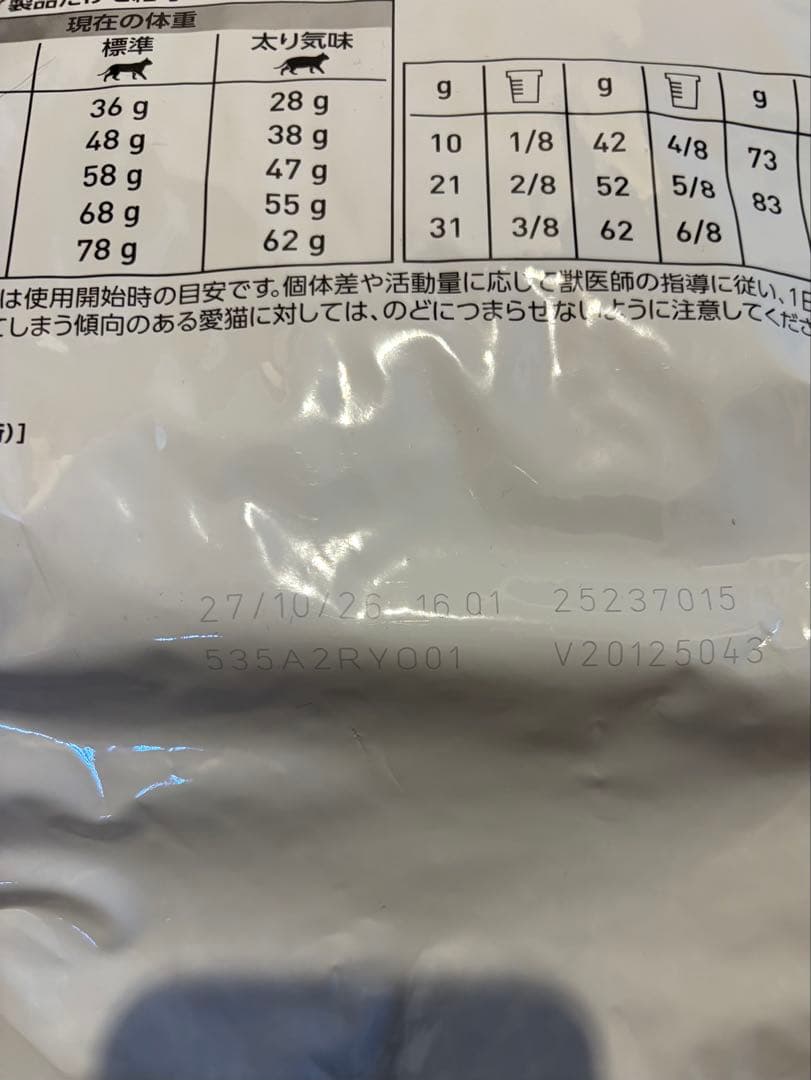 現在の体重
標準 太り気味
36 g 28 g
48 g 38 g
58 g 47 g
68 g 55 g
78 g 62 g
g g g
10 1/8 42 4/8 73
21 2/8 52 5/8 83
31 3/8 62 6/8
は使用開始時の目安です。個体差や活動量に応じて獣医師の指導に従い、1日
てしまう傾向のある愛猫に対しては、のどにつまらせないように注意してくださ
)]
27/10/26 16 01 25237015
535A2RY001 V20125043